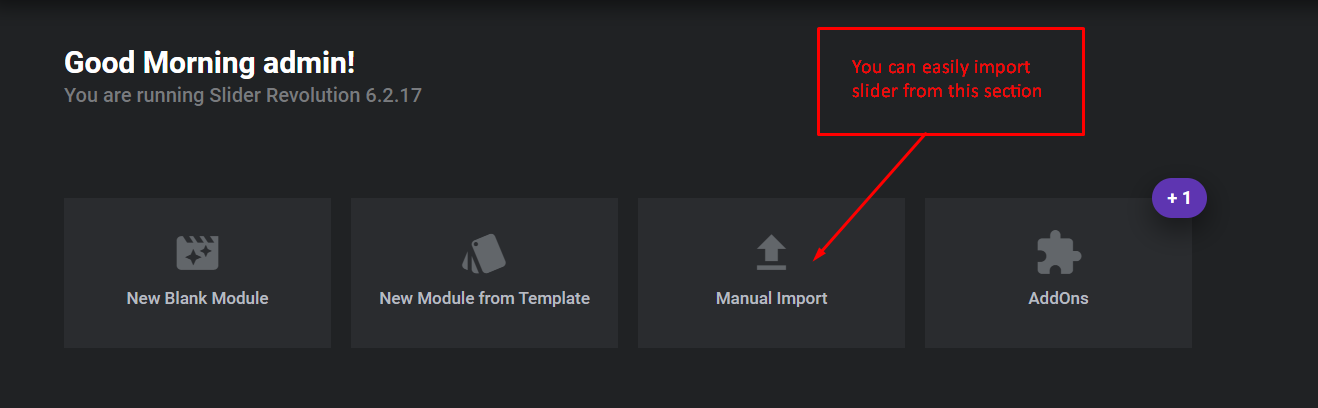 Good Morning admin!
You are running Slider Revolution 6.2.17
You can easily import
slider from this section
+ 1
New Blank Module
New Module from Template
Manual Import
AddOns